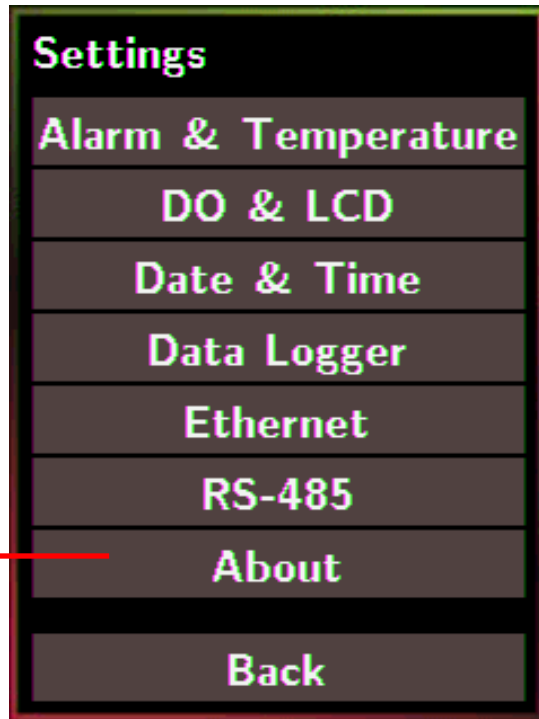 Settings
Alarm & Temperature
DO & LCD
Date & Time
Data Logger
Ethernet
RS-485
About
Back